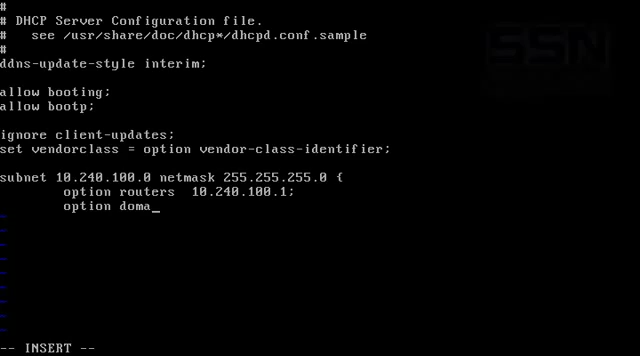 #
# DHCP Server Configuration file.
#   see /usr/share/doc/dhcp*/dhcpd.conf.sample
#
ddns-update-style interim;
allow booting;
allow bootp;
ignore client-updates;
set vendorclass = option vendor-class-identifier;
subnet 10.240.100.0 netmask 255.255.255.0 {
        option routers  10.240.100.1;
        option doma_
~
~
~
~
~
~
~
~
~
-- INSERT --
SSN